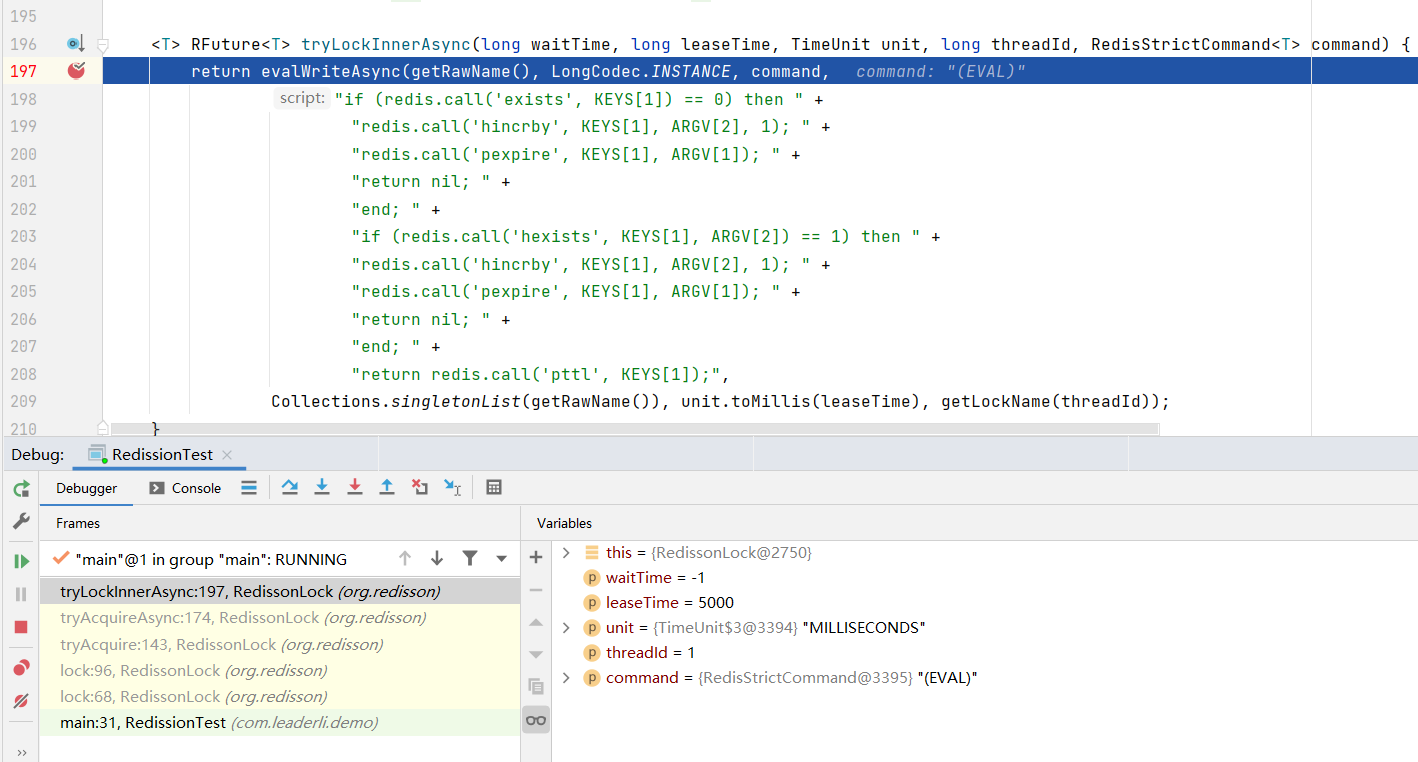 195
196 <T> RFuture<T> tryLockInnerAsync(long waitTime, long leaseTime, TimeUnit unit, long threadId, RedisStrictCommand<T> command) {
197 return evalWriteAsync(getRawName(), LongCodec.INSTANCE, command, command: "(EVAL)"
198 script: "if (redis.call('exists', KEYS[1]) == 0) then " +
199 "redis.call('hincrby', KEYS[1], ARGV[2], 1); " +
200 "redis.call('pexpire', KEYS[1], ARGV[1]); " +
201 "return nil; " +
202 "end; " +
203 "if (redis.call('hexists', KEYS[1], ARGV[2]) == 1) then " +
204 "redis.call('hincrby', KEYS[1], ARGV[2], 1); " +
205 "redis.call('pexpire', KEYS[1], ARGV[1]); " +
206 "return nil; " +
207 "end; " +
208 "return redis.call('pttl', KEYS[1]);",
209 Collections.singletonList(getRawName()), unit.toMillis(leaseTime), getLockName(threadId));
210 }
Debug: RedissionTest
Debugger Console
Frames
"main"@1 in group "main": RUNNING
tryLockInnerAsync:197, RedissonLock (org.redisson)
tryAcquireAsync:174, RedissonLock (org.redisson)
tryAcquire:143, RedissonLock (org.redisson)
lock:96, RedissonLock (org.redisson)
lock:68, RedissonLock (org.redisson)
main:31, RedissionTest (com.leaderli.demo)
Variables
this = {RedissonLock@2750}
p waitTime = -1
p leaseTime = 5000
p unit = {TimeUnit$3@3394} "MILLISECONDS"
p threadId = 1
p command = {RedisStrictCommand@3395} "(EVAL)"